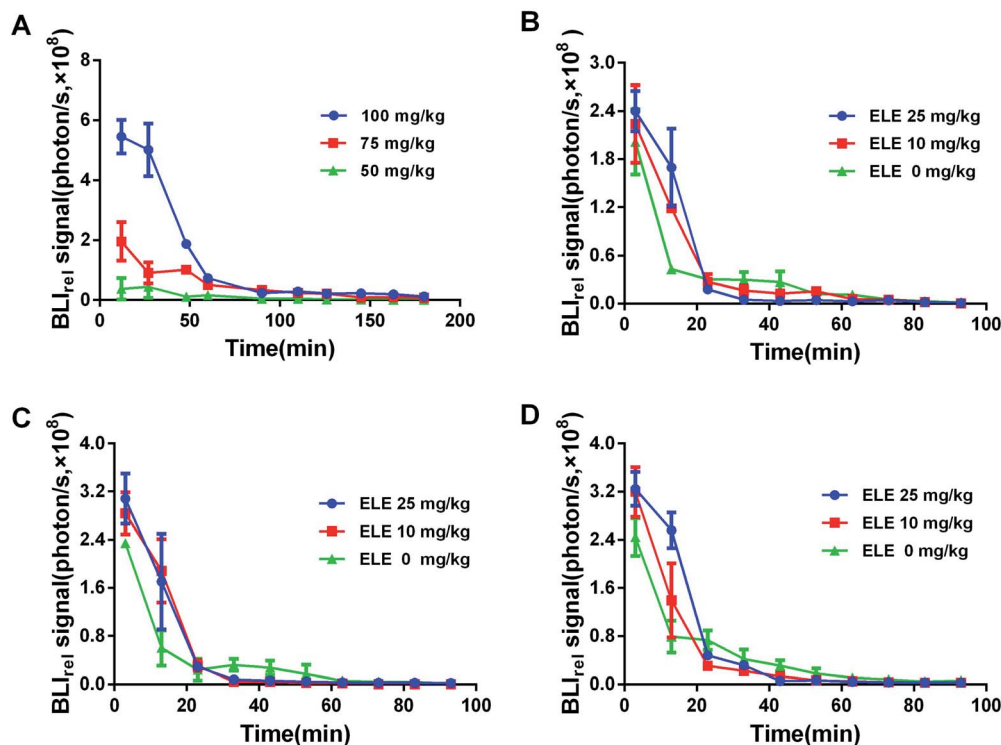 A
BLIrel signal(photon/s,×10⁸)
8
6
4
2
0
0 50 100 150 200
Time(min)
100 mg/kg
75 mg/kg
50 mg/kg
B
BLIrel signal(photon/s,×10⁸)
3.0
2.4
1.8
1.2
0.6
0.0
0 20 40 60 80 100
Time(min)
ELE 25 mg/kg
ELE 10 mg/kg
ELE 0 mg/kg
C
BLIrel signal(photon/s,×10⁸)
4.0
3.2
2.4
1.6
0.8
0.0
0 20 40 60 80 100
Time(min)
ELE 25 mg/kg
ELE 10 mg/kg
ELE 0 mg/kg
D
BLIrel signal(photon/s,×10⁸)
4.0
3.2
2.4
1.6
0.8
0.0
0 20 40 60 80 100
Time(min)
ELE 25 mg/kg
ELE 10 mg/kg
ELE 0 mg/kg